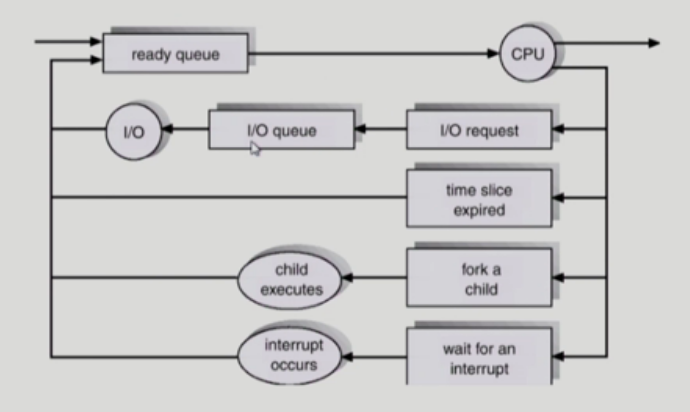 ready queue
CPU
I/O
I/O queue
I/O request
time slice
expired
child
executes
fork a
child
interrupt
occurs
wait for an
interrupt